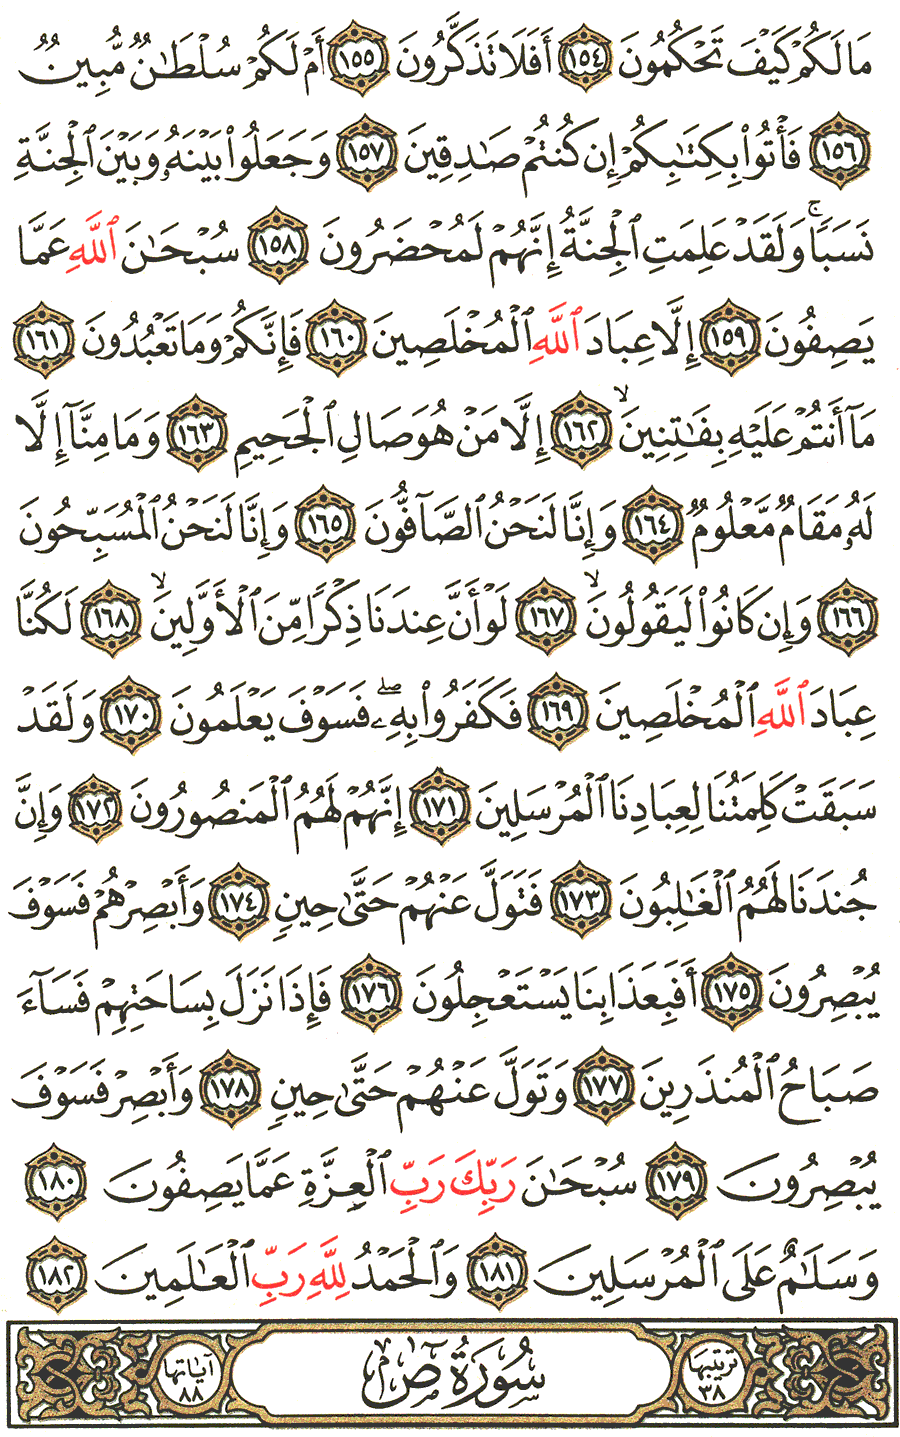 مَا لَكُمْ كَيْفَ تَحْكُمُونَ ١٥٤ أَفَلَا تَذَكَّرُونَ ١٥٥ أَمْ لَكُمْ سُلْطَٰنٌ مُّبِينٌ
١٥٦ فَأْتُوا۟ بِكِتَٰبِكُمْ إِن كُنتُمْ صَٰدِقِينَ ١٥٧ وَجَعَلُوا۟ بَيْنَهُۥ وَبَيْنَ ٱلْجِنَّةِ
نَسَبًا ۚ وَلَقَدْ عَلِمَتِ ٱلْجِنَّةُ إِنَّهُمْ لَمُحْضَرُونَ ١٥٨ سُبْحَٰنَ ٱللَّهِ عَمَّا
يَصِفُونَ ١٥٩ إِلَّا عِبَادَ ٱللَّهِ ٱلْمُخْلَصِينَ ١٦٠ فَإِنَّكُمْ وَمَا تَعْبُدُونَ ١٦١
مَآ أَنتُمْ عَلَيْهِ بِفَٰتِنِينَ ۙ ١٦٢ إِلَّا مَنْ هُوَ صَالِ ٱلْجَحِيمِ ١٦٣ وَمَا مِنَّآ إِلَّا
لَهُۥ مَقَامٌ مَّعْلُومٌ ١٦٤ وَإِنَّا لَنَحْنُ ٱلصَّآفُّونَ ١٦٥ وَإِنَّا لَنَحْنُ ٱلْمُسَبِّحُونَ
١٦٦ وَإِن كَانُوا۟ لَيَقُولُونَ ۙ ١٦٧ لَوْ أَنَّ عِندَنَا ذِكْرًا مِّنَ ٱلْأَوَّلِينَ ۙ ١٦٨ لَكُنَّا
عِبَادَ ٱللَّهِ ٱلْمُخْلَصِينَ ١٦٩ فَكَفَرُوا۟ بِهِۦ ۖ فَسَوْفَ يَعْلَمُونَ ١٧٠ وَلَقَدْ
سَبَقَتْ كَلِمَتُنَا لِعِبَادِنَا ٱلْمُرْسَلِينَ ١٧١ إِنَّهُمْ لَهُمُ ٱلْمَنصُورُونَ ١٧٢ وَإِنَّ
جُندَنَا لَهُمُ ٱلْغَٰلِبُونَ ١٧٣ فَتَوَلَّ عَنْهُمْ حَتَّىٰ حِينٍ ١٧٤ وَأَبْصِرْهُمْ فَسَوْفَ
يُبْصِرُونَ ١٧٥ أَفَبِعَذَابِنَا يَسْتَعْجِلُونَ ١٧٦ فَإِذَا نَزَلَ بِسَاحَتِهِمْ فَسَآءَ
صَبَاحُ ٱلْمُنذَرِينَ ١٧٧ وَتَوَلَّ عَنْهُمْ حَتَّىٰ حِينٍ ١٧٨ وَأَبْصِرْ فَسَوْفَ
يُبْصِرُونَ ١٧٩ سُبْحَٰنَ رَبِّكَ رَبِّ ٱلْعِزَّةِ عَمَّا يَصِفُونَ ١٨٠
وَسَلَٰمٌ عَلَى ٱلْمُرْسَلِينَ ١٨١ وَٱلْحَمْدُ لِلَّهِ رَبِّ ٱلْعَٰلَمِينَ ١٨٢
ترتيبها ٣٨ سُورَةُ صٓ آياتها ٨٨